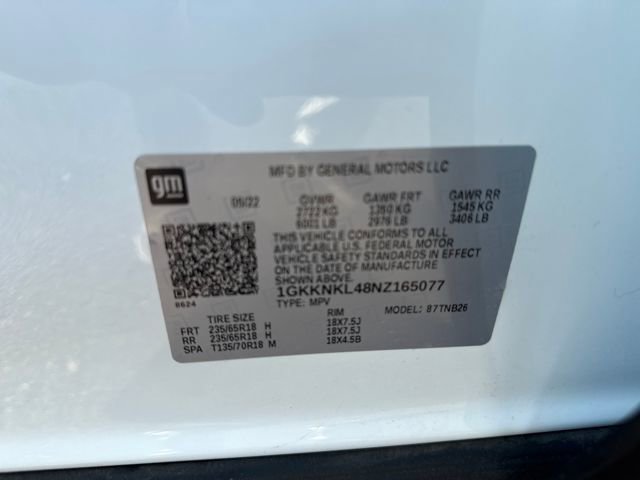 gm
MFD BY GENERAL MOTORS LLC
05/22
GVWR GAWR FRT GAWR RR
2722 KG 1350 KG 1545 KG
6001 LB 2976 LB 3406 LB
THIS VEHICLE CONFORMS TO ALL
APPLICABLE U.S. FEDERAL MOTOR
VEHICLE SAFETY STANDARDS IN EFFECT
ON THE DATE OF MANUFACTURE
SHOWN ABOVE.
1GKKNKL48NZ165077
8624
TYPE: MPV MODEL: 87TNB26
TIRE SIZE RIM
FRT 235/65R18 H 18X7.5J
RR 235/65R18 H 18X7.5J
SPA T135/70R18 M 18X4.5B